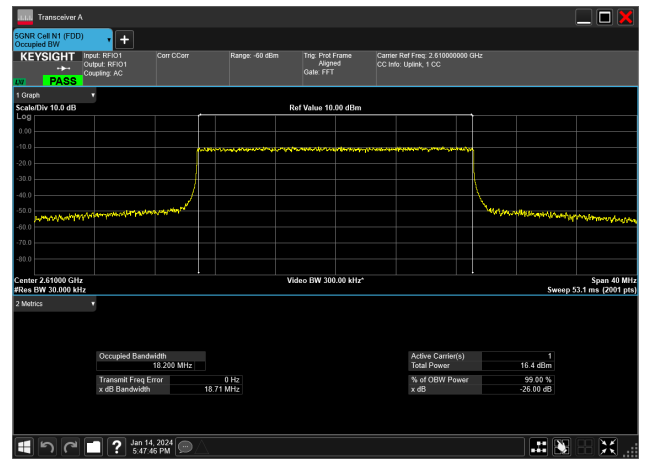 Transceiver A
5GNR Cell N1 (FDD)
Occupied BW
KEYSIGHT
LW PASS
Input: RFIO1
Output: RFIO1
Coupling: AC
Corr CCorr
Range: -60 dBm
Trig: Prot Frame
Aligned
Gate: FFT
Carrier Ref Freq: 2.610000000 GHz
CC Info: Uplink, 1 CC
1 Graph
Scale/Div 10.0 dB
Ref Value 10.00 dBm
Log
0.00
-10.0
-20.0
-30.0
-40.0
-50.0
-60.0
-70.0
-80.0
Center 2.61000 GHz
#Res BW 30.000 kHz
Video BW 300.00 kHz*
Span 40 MHz
Sweep 53.1 ms (2001 pts)
2 Metrics
Occupied Bandwidth
18.200 MHz
Transmit Freq Error 0 Hz
x dB Bandwidth 18.71 MHz
Active Carrier(s) 1
Total Power 16.4 dBm
% of OBW Power 99.00 %
x dB -26.00 dB
?
Jan 14, 2024
5:47:46 PM